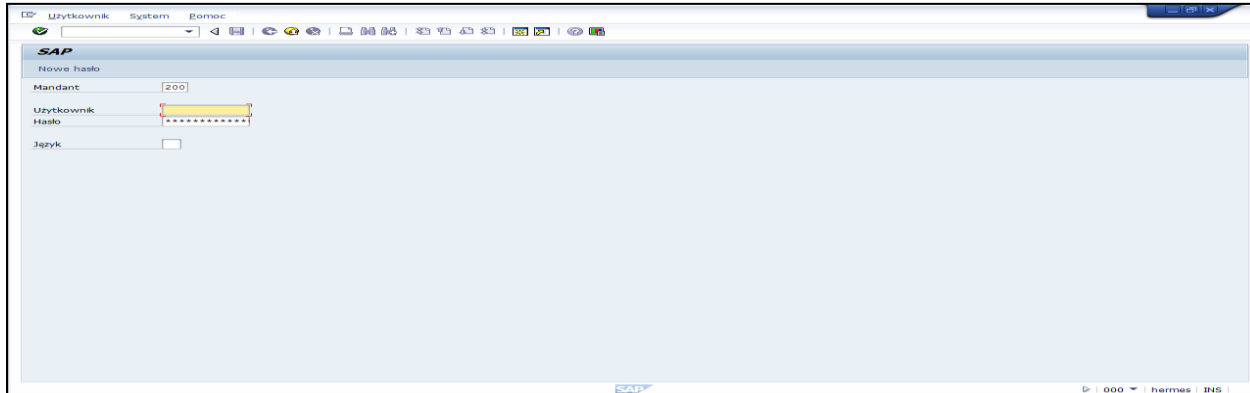 Użytkownik System Pomoc
SAP
Nowe hasło
Mandant 200
Użytkownik
Hasło ************
Język
SAP 000 hermes INS